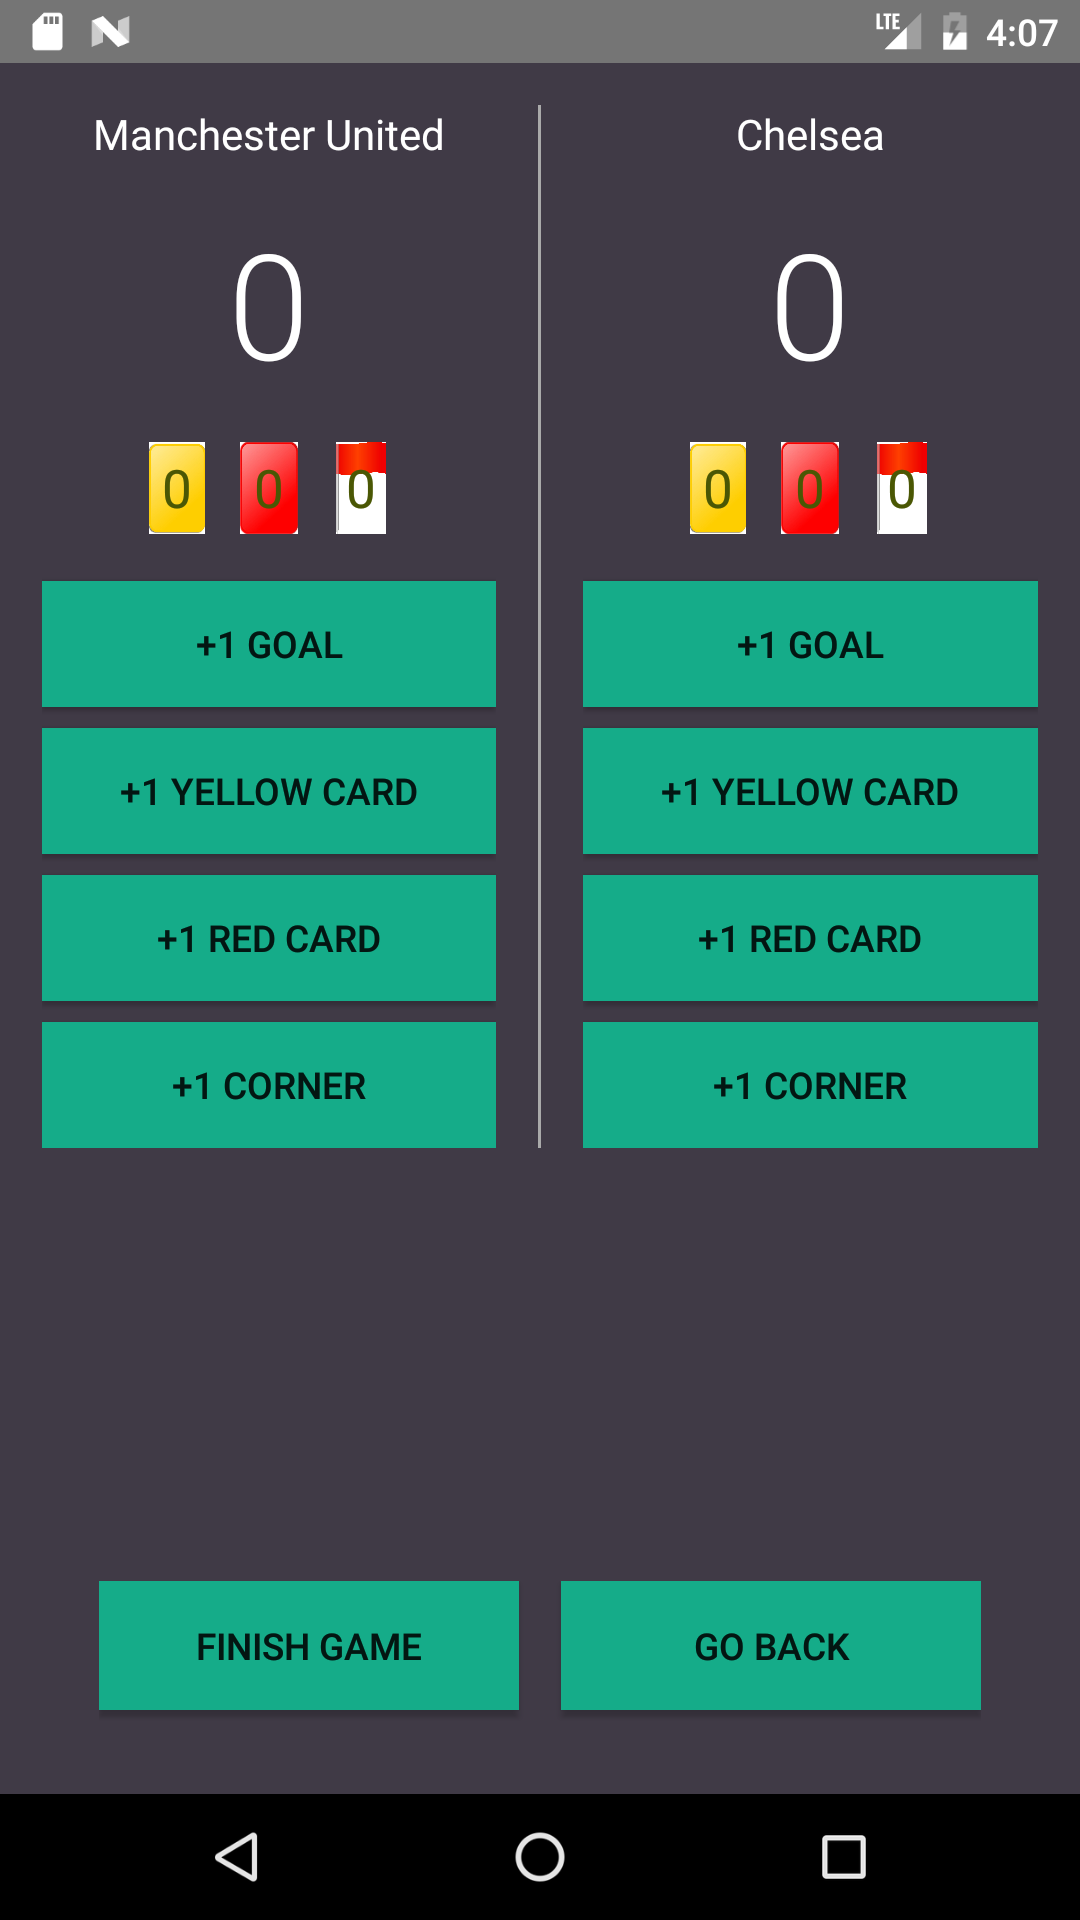 LTE 4:07
Manchester United Chelsea
0 0
0 0 0 0 0 0
+1 GOAL +1 GOAL
+1 YELLOW CARD +1 YELLOW CARD
+1 RED CARD +1 RED CARD
+1 CORNER +1 CORNER
FINISH GAME GO BACK